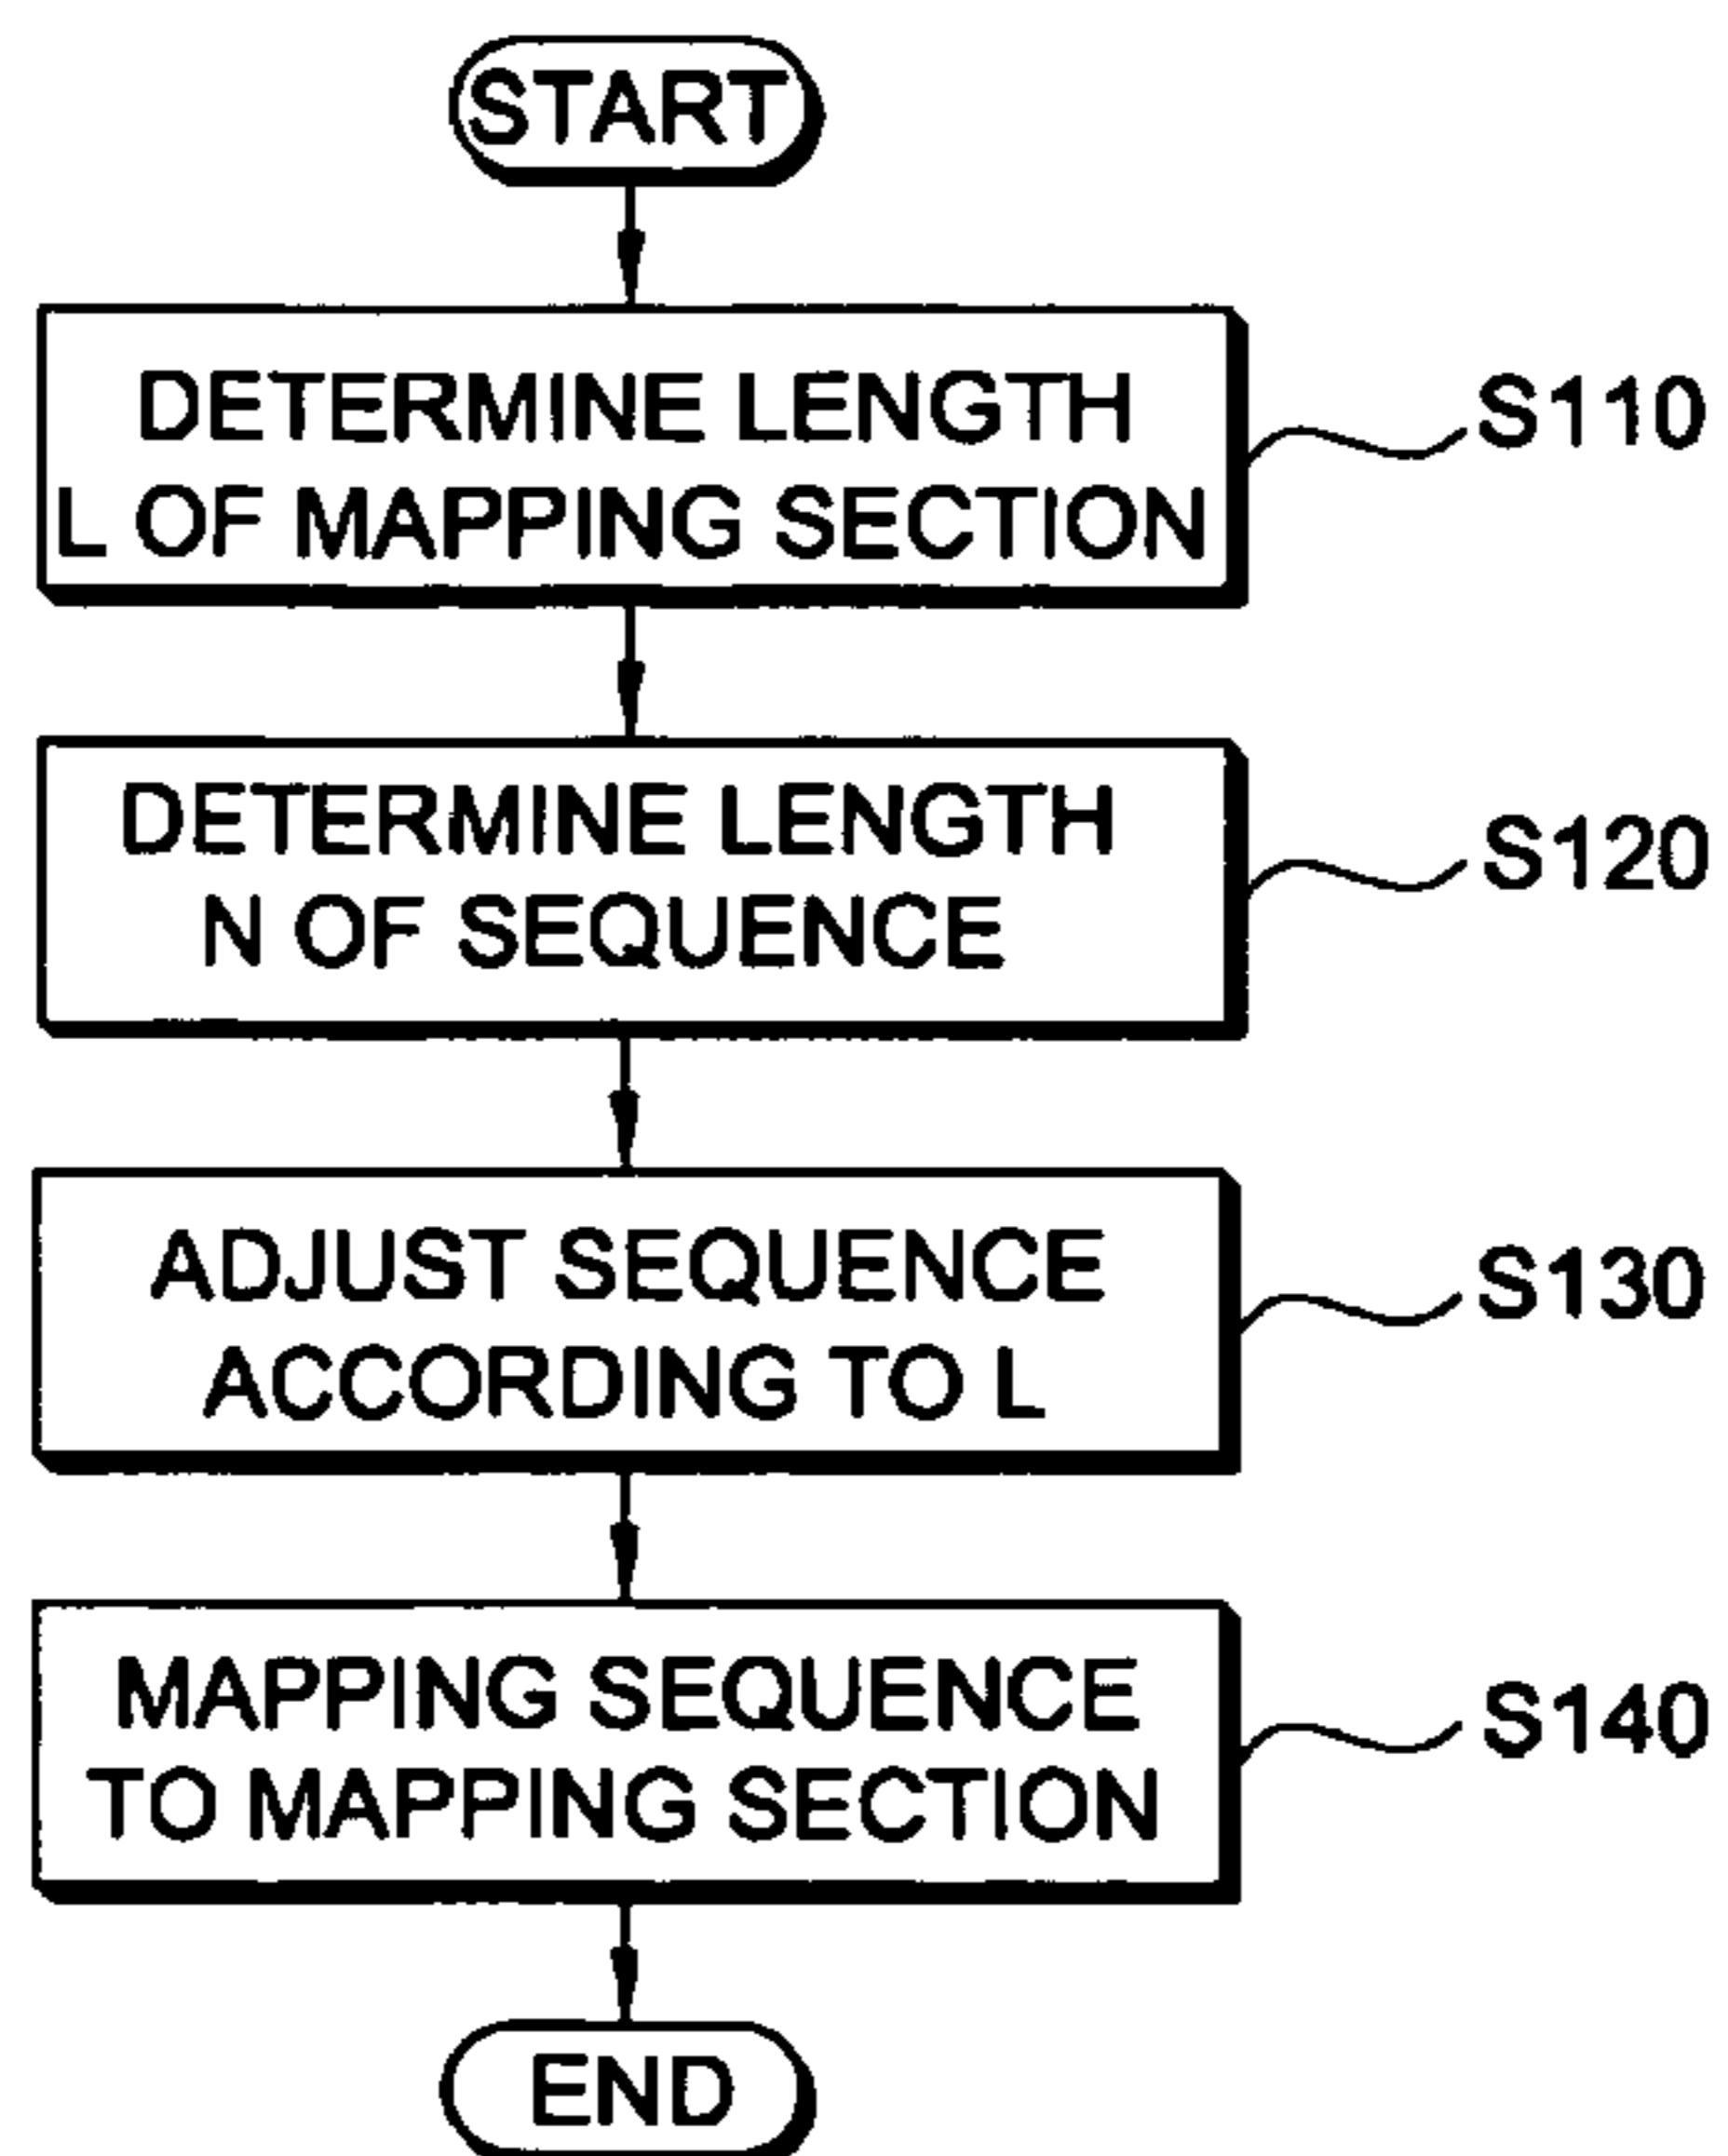 START
DETERMINE LENGTH
L OF MAPPING SECTION
S110
DETERMINE LENGTH
N OF SEQUENCE
S120
ADJUST SEQUENCE
ACCORDING TO L
S130
MAPPING SEQUENCE
TO MAPPING SECTION
S140
END